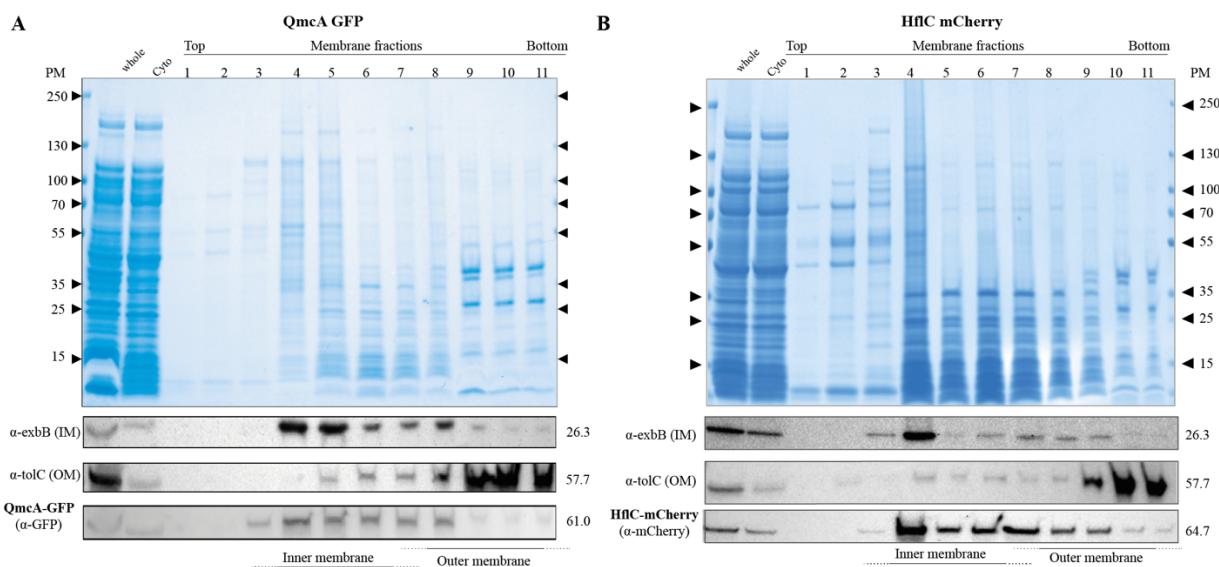 A
QmcA GFP
Top Membrane fractions Bottom
PM whole Cyto 1 2 3 4 5 6 7 8 9 10 11
250
130
100
70
55
35
25
15
α-exbB (IM) 26.3
α-tolC (OM) 57.7
QmcA-GFP
(α-GFP) 61.0
Inner membrane Outer membrane
B
HflC mCherry
Top Membrane fractions Bottom
whole Cyto 1 2 3 4 5 6 7 8 9 10 11 PM
250
130
100
70
55
35
25
15
α-exbB (IM) 26.3
α-tolC (OM) 57.7
HflC-mCherry
(α-mCherry) 64.7
Inner membrane Outer membrane